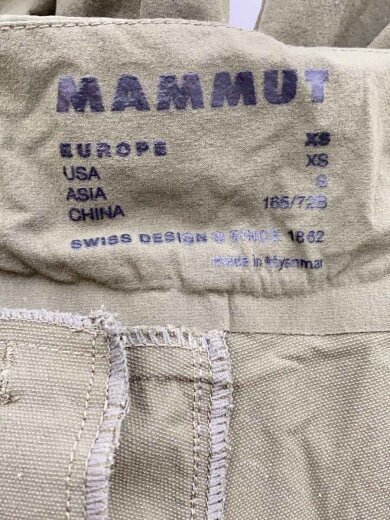 MAMMUT
EUROPE XS
USA XS
ASIA S
CHINA 165/72B
SWISS DESIGN SINCE 1862
Made in Myanmar